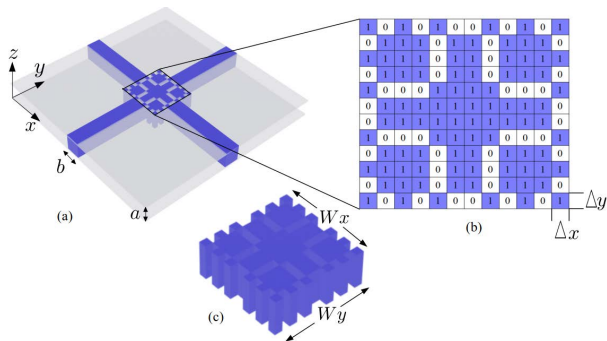 z
y
x
b
a
(a)
1 0 1 0 1 0 0 1 0 1 0 1
0 1 1 1 0 1 1 0 1 1 1 0
1 1 1 1 0 1 1 0 1 1 1 1
0 1 1 1 0 1 1 0 1 1 1 0
1 0 0 0 1 1 1 1 0 0 0 1
0 1 1 1 1 1 1 1 1 1 1 0
0 1 1 1 1 1 1 1 1 1 1 0
1 0 0 0 1 1 1 1 0 0 0 1
0 1 1 1 0 1 1 0 1 1 1 0
1 1 1 1 0 1 1 0 1 1 1 1
0 1 1 1 0 1 1 0 1 1 1 0
1 0 1 0 1 0 0 1 0 1 0 1
Δy
Δx
(b)
Wx
Wy
(c)